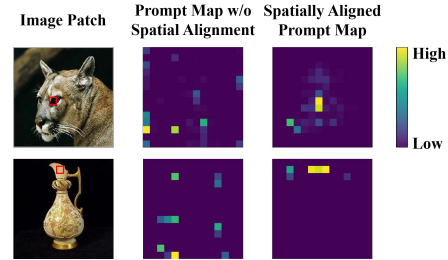 Image Patch
Prompt Map w/o
Spatial Alignment
Spatially Aligned
Prompt Map
High
Low